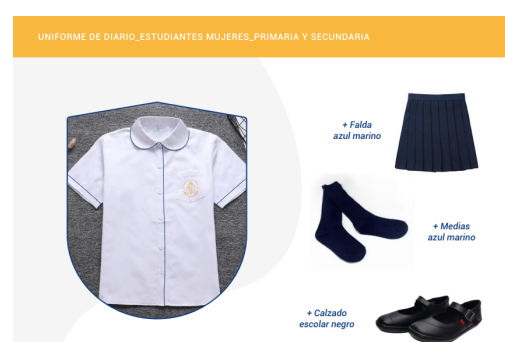 UNIFORME DE DIARIO_ESTUDIANTES MUJERES_PRIMARIA Y SECUNDARIA
+ Falda
azul marino
+ Medias
azul marino
+ Calzado
escolar negro